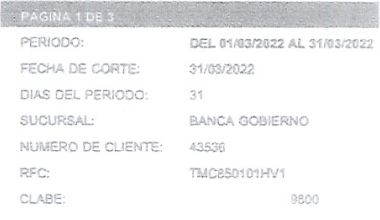 PAGINA 1 DE 3
PERIODO: DEL 01/03/2022 AL 31/03/2022
FECHA DE CORTE: 31/03/2022
DIAS DEL PERIODO: 31
SUCURSAL: BANCA GOBIERNO
NUMERO DE CLIENTE: 43536
RFC: TMC850101HV1
CLABE: 9800